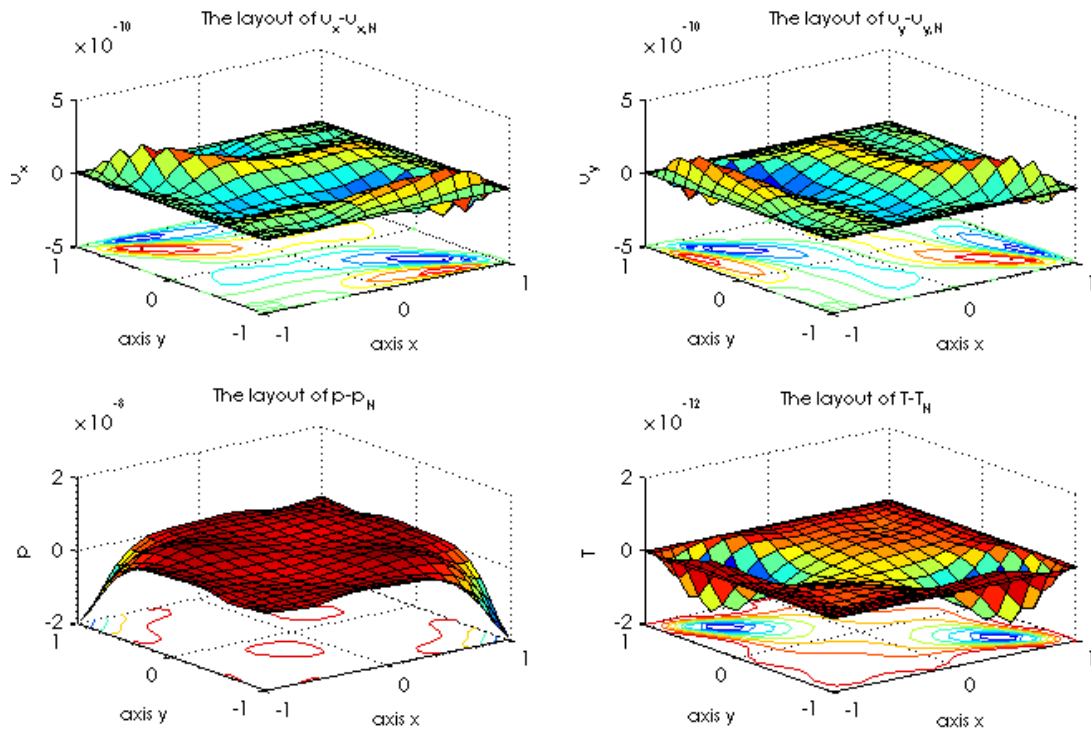 The layout of υx-υx,N
×10-10
5
0
-5
υx
1
0
-1
axis y
-1
0
1
axis x
The layout of υy-υy,N
×10-10
5
0
-5
υy
1
0
-1
axis y
-1
0
1
axis x
The layout of p-pN
×10-8
2
0
-2
p
1
0
-1
axis y
-1
0
1
axis x
The layout of T-TN
×10-12
2
0
-2
T
1
0
-1
axis y
-1
0
1
axis x